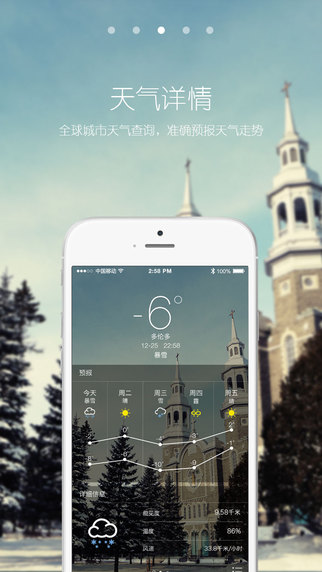 天气详情
全球城市天气查询，准确预报天气走势
中国移动 2:58 PM 100%
-6°
多伦多
12-25 22:58
暴雪
预报
今天 周二 周三 周四 周五
暴雪 晴 雨雪 霾 晴
详细信息
能见度 9.58千米
湿度 86%
风速 33.8千米/小时